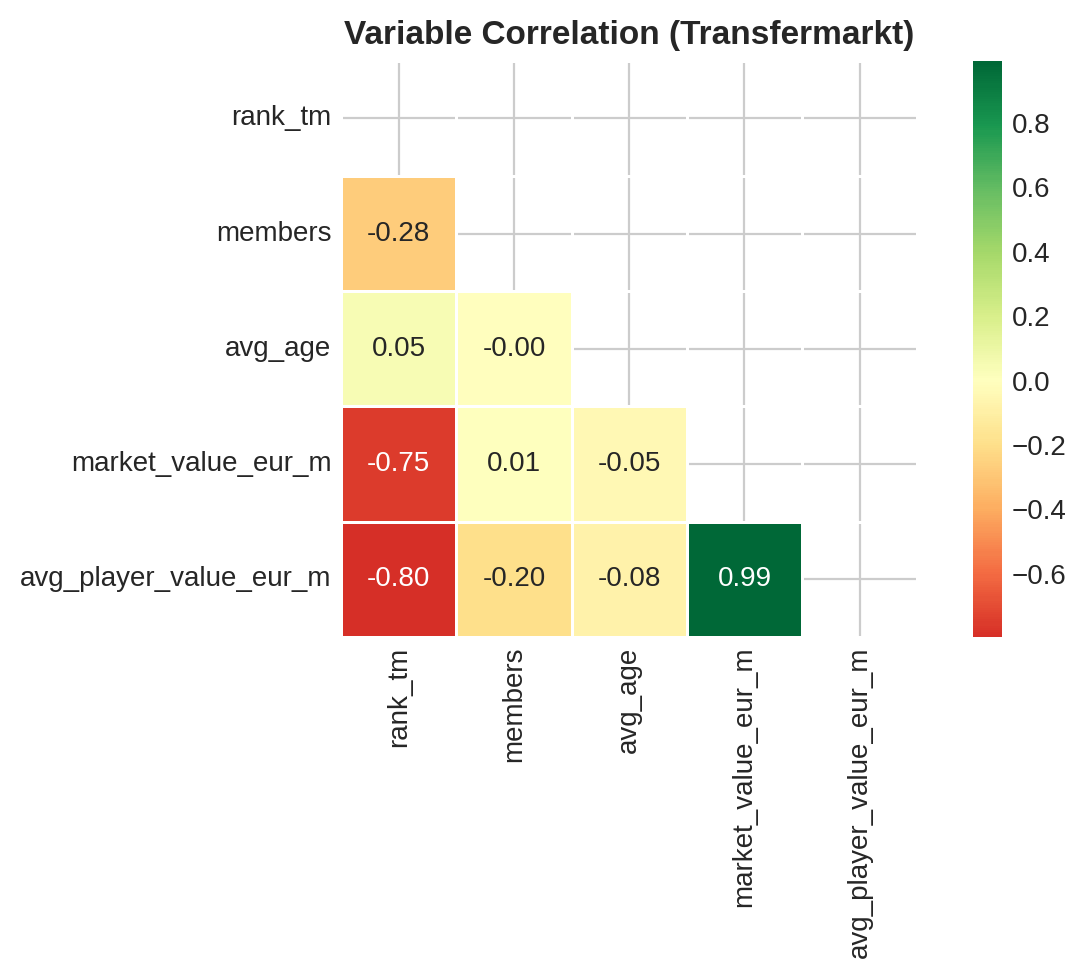 Variable Correlation (Transfermarkt)
rank_tm
members
-0.28
avg_age
0.05 -0.00
market_value_eur_m
-0.75 0.01 -0.05
avg_player_value_eur_m
-0.80 -0.20 -0.08 0.99
rank_tm
members
avg_age
market_value_eur_m
avg_player_value_eur_m
0.8
0.6
0.4
0.2
0.0
−0.2
−0.4
−0.6